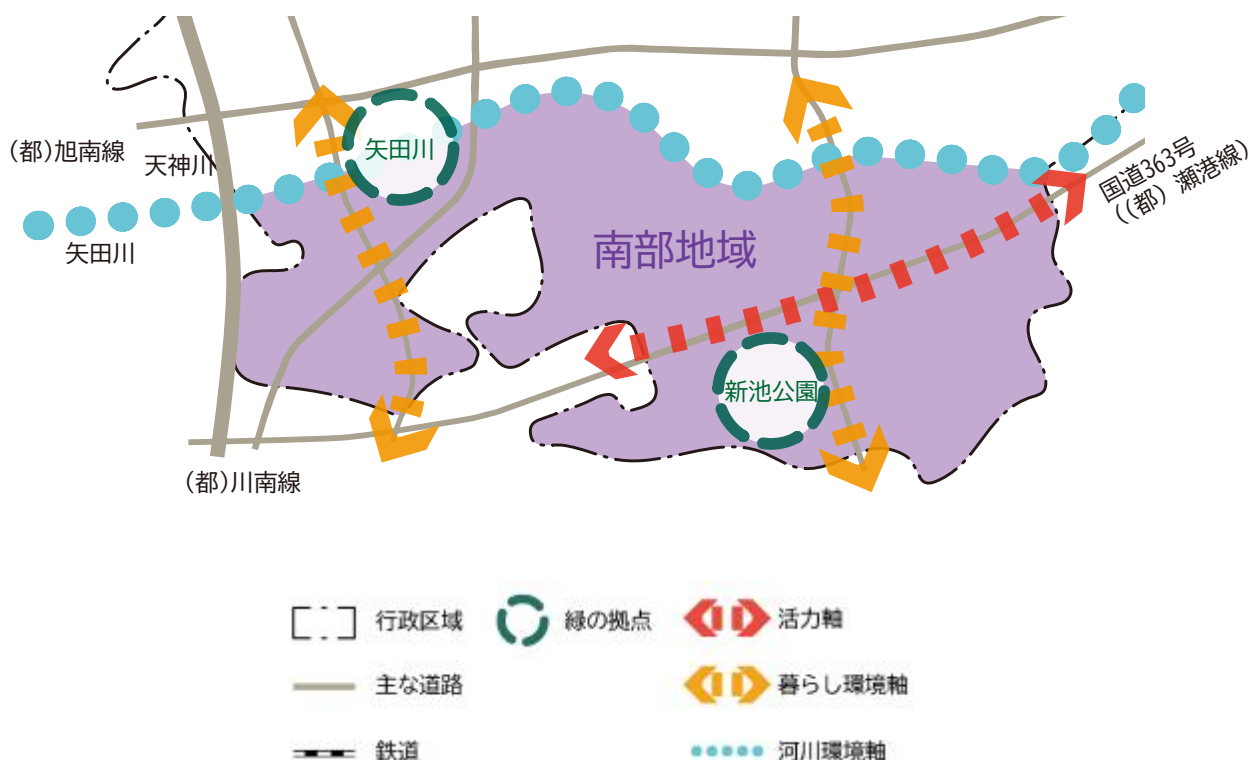 矢田川
(都)旭南線
天神川
国道363号
((都) 瀬港線)
矢田川
南部地域
新池公園
(都)川南線
行政区域
緑の拠点
活力軸
主な道路
暮らし環境軸
鉄道
河川環境軸